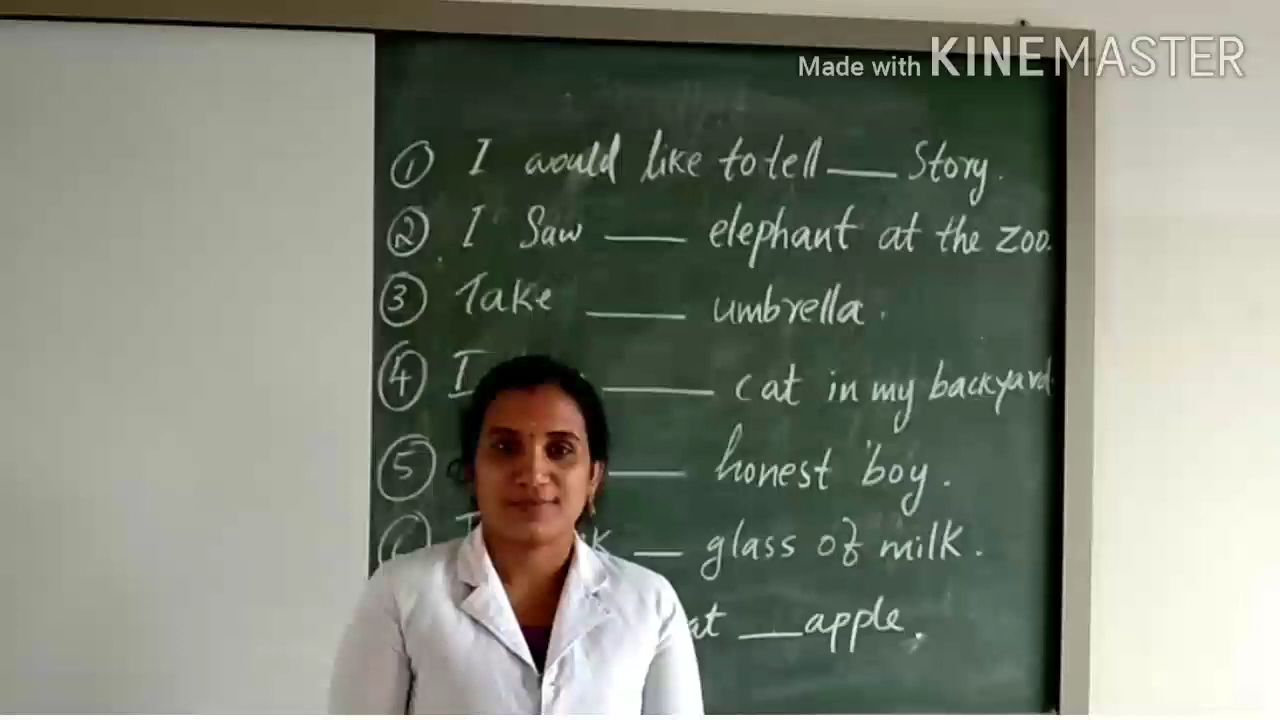 Made with KINEMASTER
① I would like to tell ___ Story.
② I Saw ___ elephant at the zoo.
③ Take ___ umbrella.
④ I ___ cat in my backyard.
⑤ ___ honest boy.
___ glass of milk.
___ apple.